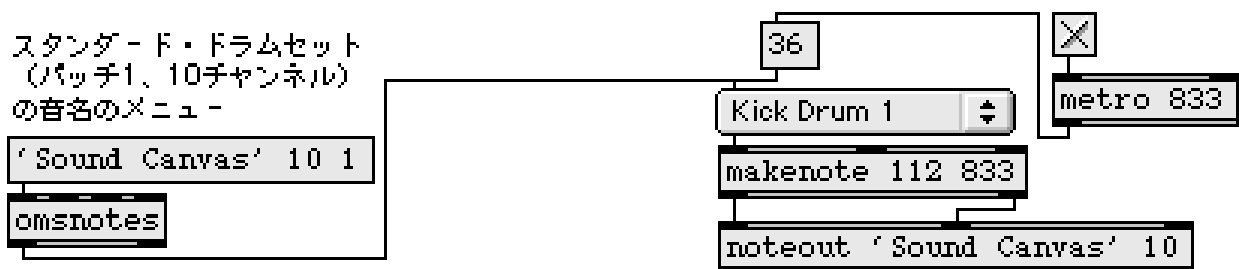 スタンダード・ドラムセット
(パッチ1、10チャンネル)
の音名のメニュー
'Sound Canvas' 10 1
omsnotes
36
Kick Drum 1
metro 833
makenote 112 833
noteout 'Sound Canvas' 10